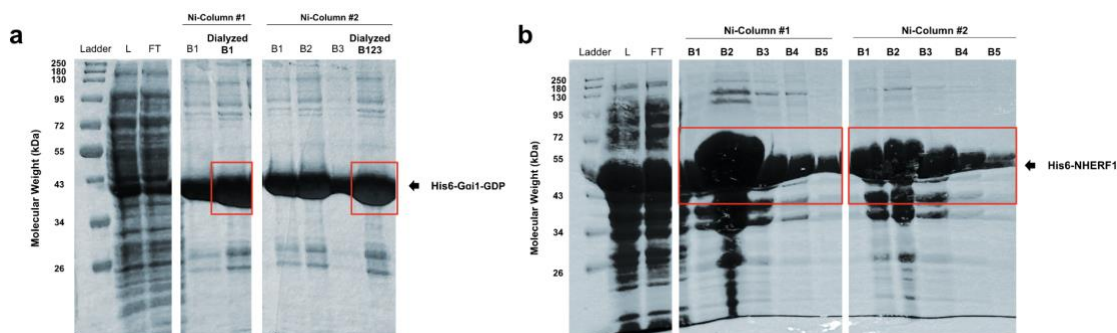 a
Ni-Column #1
Ni-Column #2
Ladder L FT B1 Dialyzed B1 B1 B2 B3 Dialyzed B123
Molecular Weight (kDa)
250
180
130
95
72
55
43
34
26
His6-Gαi1-GDP
b
Ni-Column #1
Ni-Column #2
Ladder L FT B1 B2 B3 B4 B5 B1 B2 B3 B4 B5
Molecular Weight (kDa)
250
180
130
95
72
55
43
34
26
His6-NHERF1